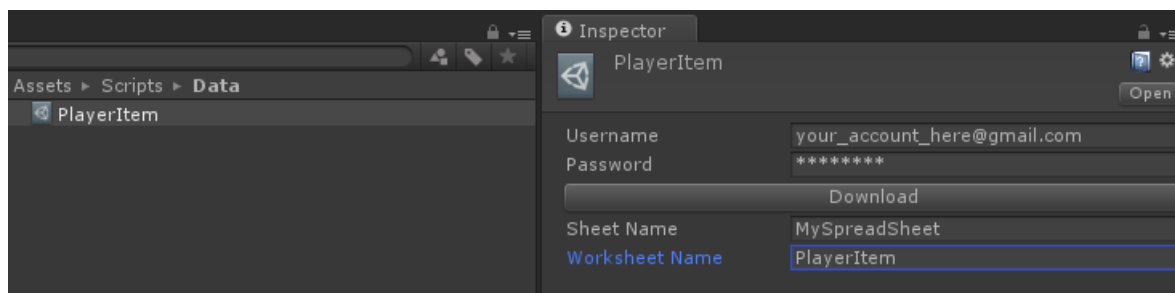 Assets ▸ Scripts ▸ Data
PlayerItem
Inspector
PlayerItem
Open
Username your_account_here@gmail.com
Password ********
Download
Sheet Name MySpreadSheet
Worksheet Name PlayerItem